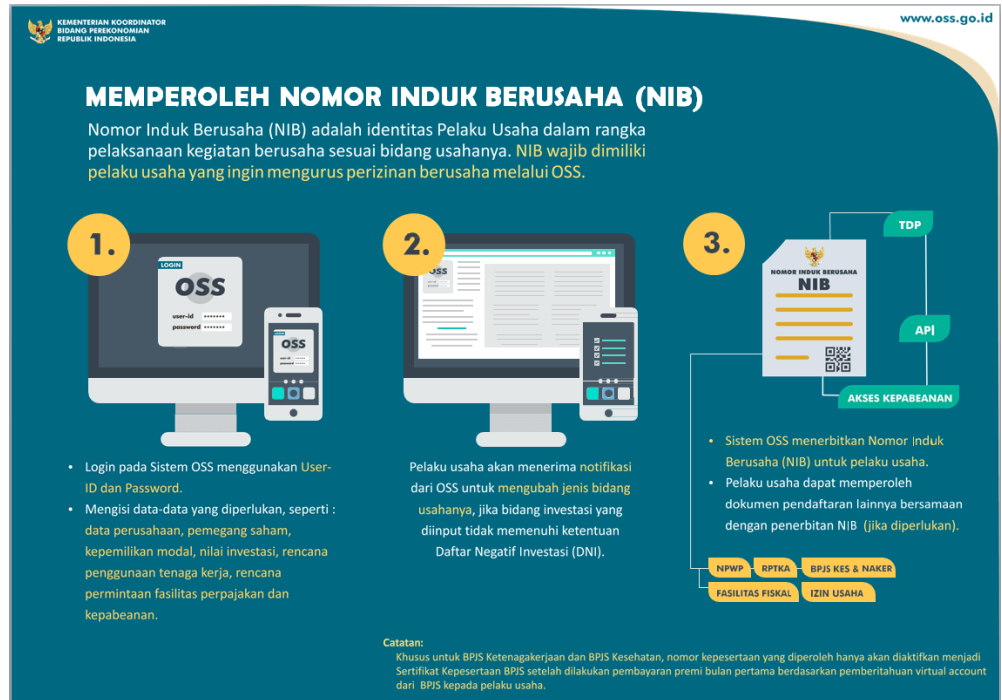 KEMENTERIAN KOORDINATOR
BIDANG PEREKONOMIAN
REPUBLIK INDONESIA
www.oss.go.id
MEMPEROLEH NOMOR INDUK BERUSAHA (NIB)
Nomor Induk Berusaha (NIB) adalah identitas Pelaku Usaha dalam rangka
pelaksanaan kegiatan berusaha sesuai bidang usahanya. NIB wajib dimiliki
pelaku usaha yang ingin mengurus perizinan berusaha melalui OSS.
1.
LOGIN
OSS
user-id
password
OSS
• Login pada Sistem OSS menggunakan User-
ID dan Password.
• Mengisi data-data yang diperlukan, seperti :
data perusahaan, pemegang saham,
kepemilikan modal, nilai investasi, rencana
penggunaan tenaga kerja, rencana
permintaan fasilitas perpajakan dan
kepabeanan.
2.
OSS
Pelaku usaha akan menerima notifikasi
dari OSS untuk mengubah jenis bidang
usahanya, jika bidang investasi yang
diinput tidak memenuhi ketentuan
Daftar Negatif Investasi (DNI).
3.
NOMOR INDUK BERUSAHA
NIB
TDP
API
AKSES KEPABEANAN
• Sistem OSS menerbitkan Nomor Induk
Berusaha (NIB) untuk pelaku usaha.
• Pelaku usaha dapat memperoleh
dokumen pendaftaran lainnya bersamaan
dengan penerbitan NIB (jika diperlukan).
NPWP RPTKA BPJS KES & NAKER
FASILITAS FISKAL IZIN USAHA
Catatan:
Khusus untuk BPJS Ketenagakerjaan dan BPJS Kesehatan, nomor kepesertaan yang diperoleh hanya akan diaktifkan menjadi
Sertifikat Kepesertaan BPJS setelah dilakukan pembayaran premi bulan pertama berdasarkan pemberitahuan virtual account
dari BPJS kepada pelaku usaha.